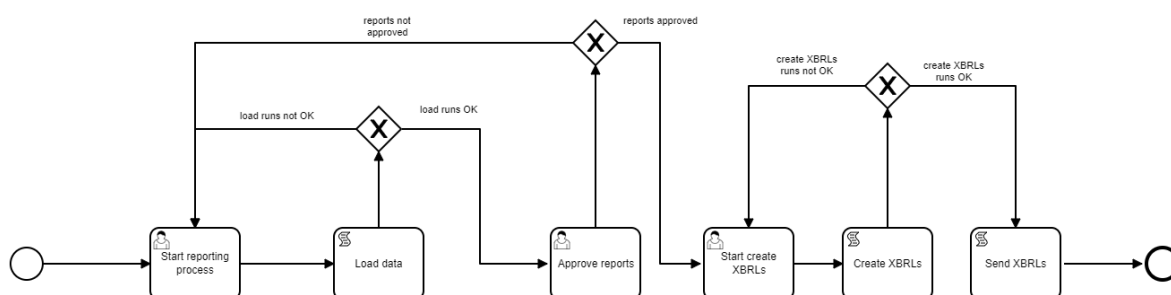 reports not
approved
reports approved
create XBRLs
runs not OK
create XBRLs
runs OK
load runs not OK
load runs OK
Start reporting
process
Load data
Approve reports
Start create
XBRLs
Create XBRLs
Send XBRLs